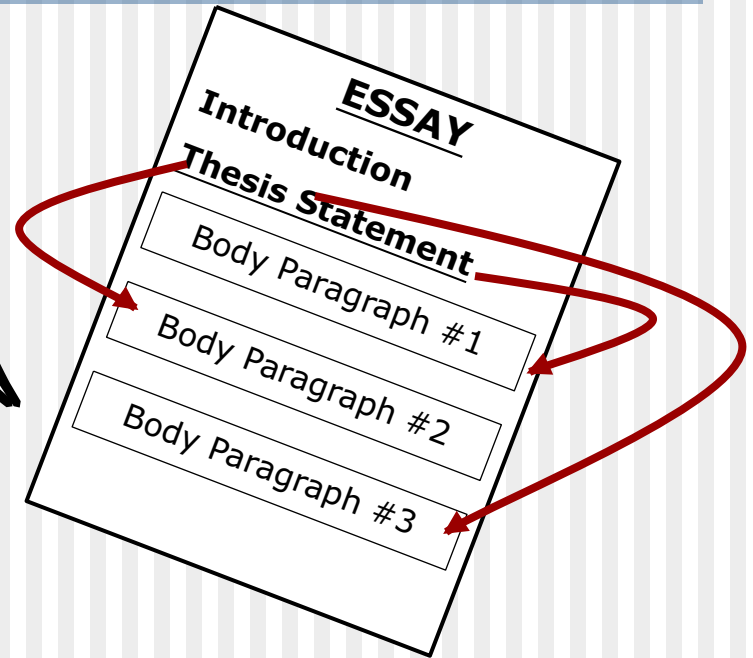 ESSAY
Introduction
Thesis Statement
Body Paragraph #1
Body Paragraph #2
Body Paragraph #3